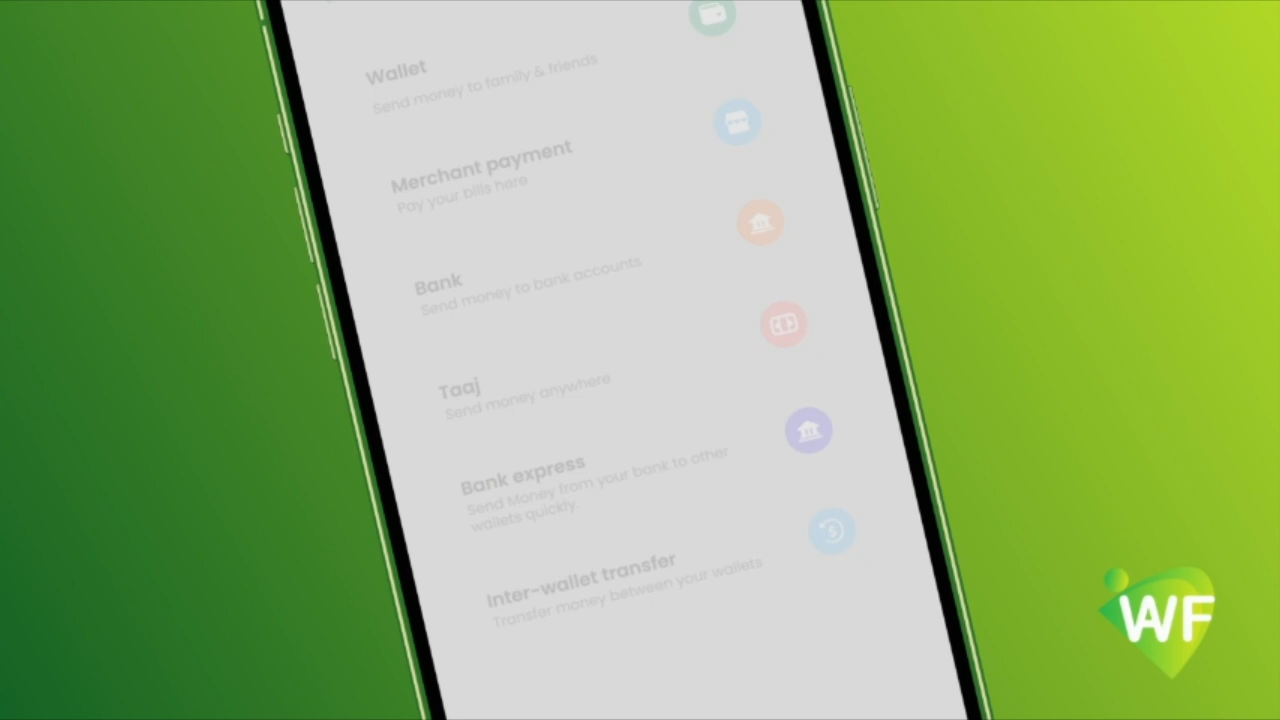 Wallet
Send money to family & friends
Merchant payment
Pay your bills here
Bank
Send money to bank accounts
Taaj
Send money anywhere
Bank express
Send Money from your bank to other
wallets quickly.
Inter-wallet transfer
Transfer money between your wallets
WF